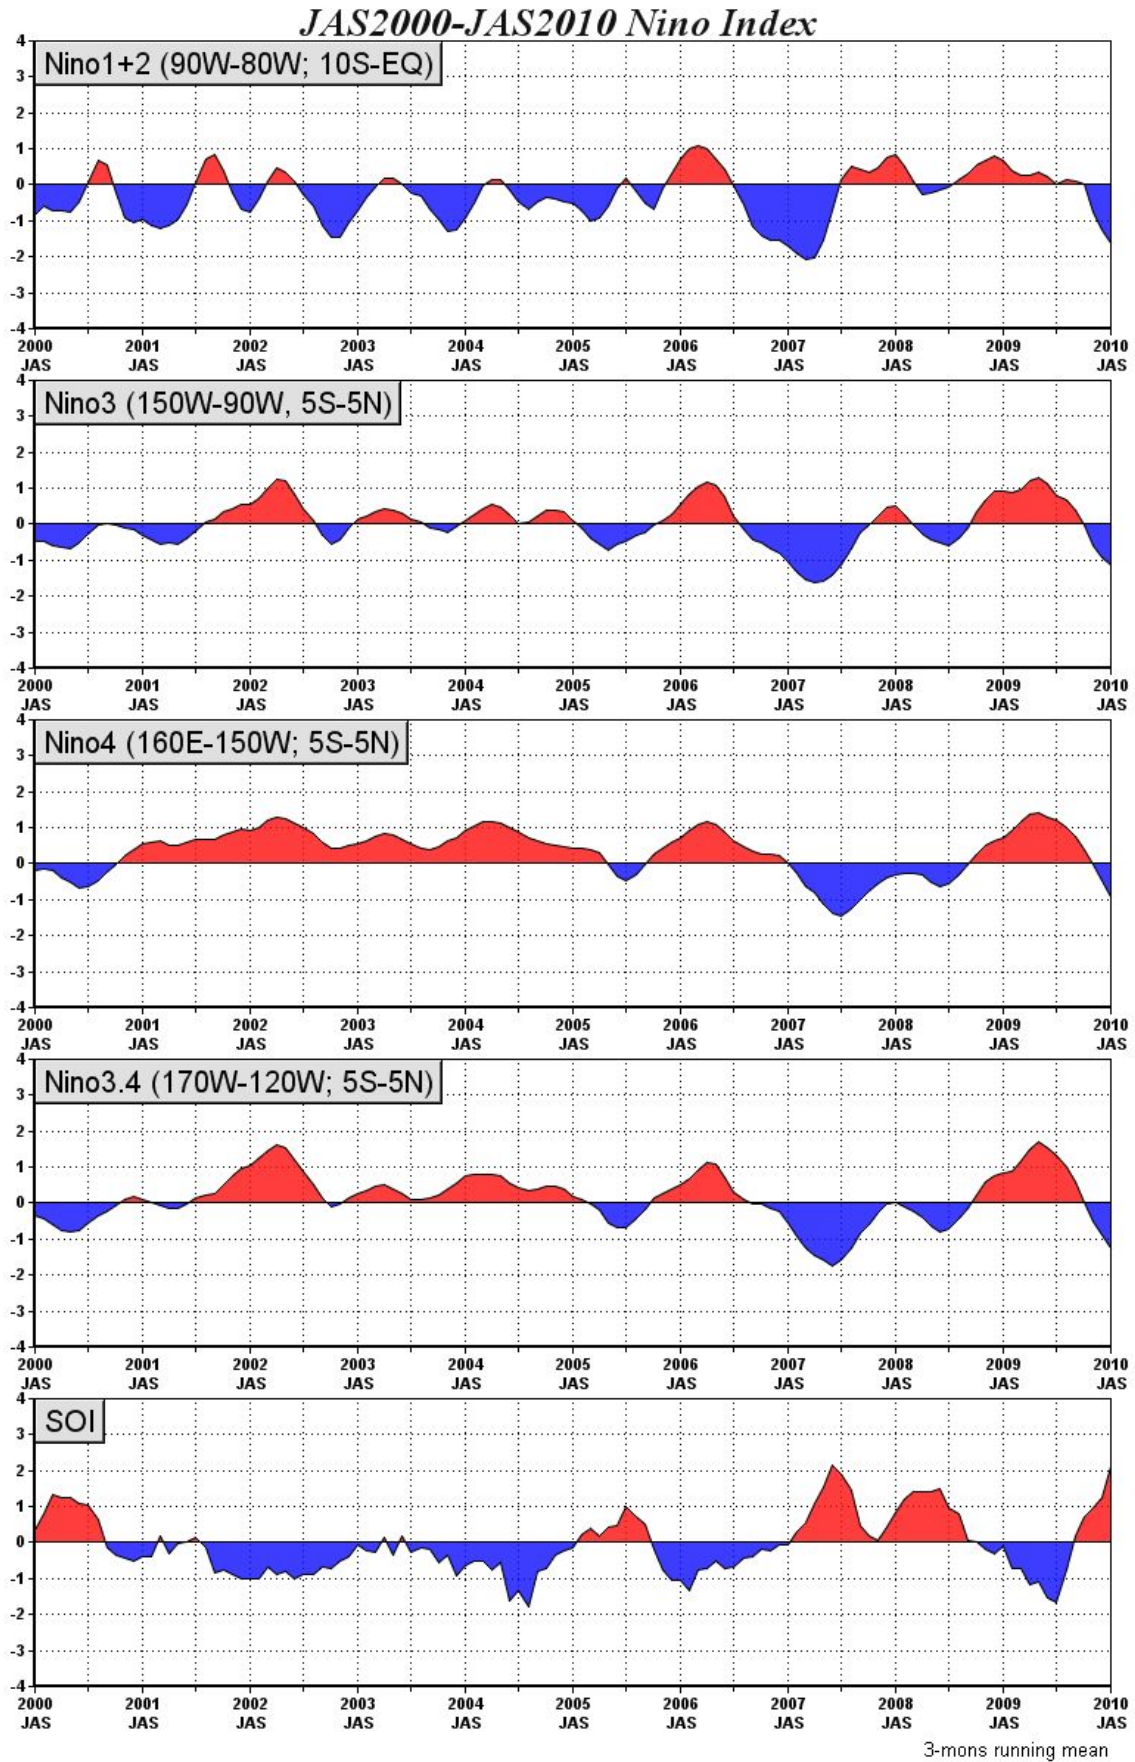 JAS2000-JAS2010 Nino Index
Nino1+2 (90W-80W; 10S-EQ)
4
3
2
1
0
-1
-2
-3
-4
2000 2001 2002 2003 2004 2005 2006 2007 2008 2009 2010
JAS JAS JAS JAS JAS JAS JAS JAS JAS JAS JAS
Nino3 (150W-90W, 5S-5N)
4
3
2
1
0
-1
-2
-3
-4
2000 2001 2002 2003 2004 2005 2006 2007 2008 2009 2010
JAS JAS JAS JAS JAS JAS JAS JAS JAS JAS JAS
Nino4 (160E-150W; 5S-5N)
4
3
2
1
0
-1
-2
-3
-4
2000 2001 2002 2003 2004 2005 2006 2007 2008 2009 2010
JAS JAS JAS JAS JAS JAS JAS JAS JAS JAS JAS
Nino3.4 (170W-120W; 5S-5N)
4
3
2
1
0
-1
-2
-3
-4
2000 2001 2002 2003 2004 2005 2006 2007 2008 2009 2010
JAS JAS JAS JAS JAS JAS JAS JAS JAS JAS JAS
SOI
4
3
2
1
0
-1
-2
-3
-4
2000 2001 2002 2003 2004 2005 2006 2007 2008 2009 2010
JAS JAS JAS JAS JAS JAS JAS JAS JAS JAS JAS
3-mons running mean